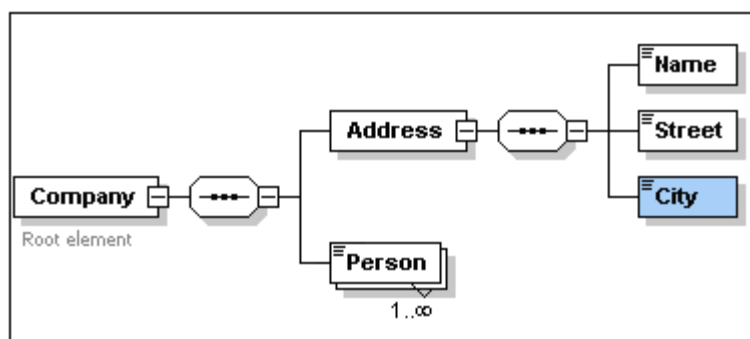 Name
Address
Street
Company
City
Root element
Person
1..∞